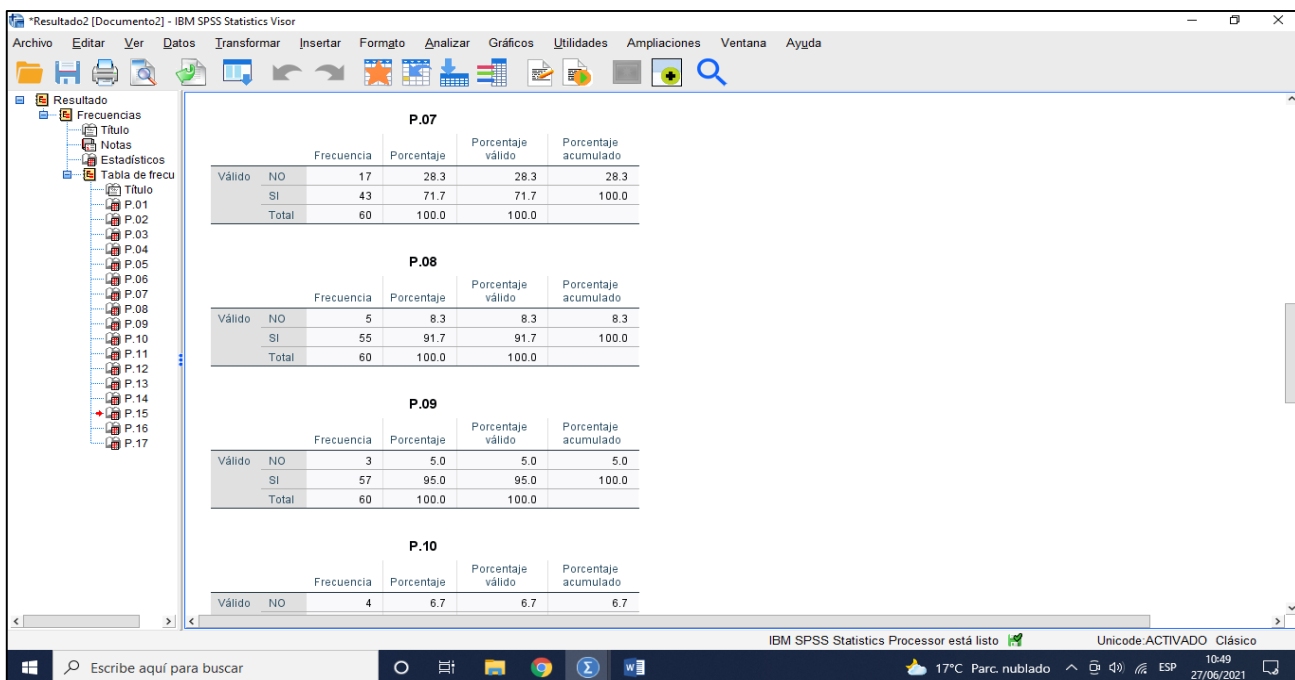 *Resultado2 [Documento2] - IBM SPSS Statistics Visor
Archivo Editar Ver Datos Transformar Insertar Formato Analizar Gráficos Utilidades Ampliaciones Ventana Ayuda
Resultado
Frecuencias
Título
Notas
Estadísticos
Tabla de frecu
Título
P.01
P.02
P.03
P.04
P.05
P.06
P.07
P.08
P.09
P.10
P.11
P.12
P.13
P.14
P.15
P.16
P.17
P.07
Frecuencia Porcentaje Porcentaje válido Porcentaje acumulado
Válido NO 17 28.3 28.3 28.3
SI 43 71.7 71.7 100.0
Total 60 100.0 100.0
P.08
Frecuencia Porcentaje Porcentaje válido Porcentaje acumulado
Válido NO 5 8.3 8.3 8.3
SI 55 91.7 91.7 100.0
Total 60 100.0 100.0
P.09
Frecuencia Porcentaje Porcentaje válido Porcentaje acumulado
Válido NO 3 5.0 5.0 5.0
SI 57 95.0 95.0 100.0
Total 60 100.0 100.0
P.10
Frecuencia Porcentaje Porcentaje válido Porcentaje acumulado
Válido NO 4 6.7 6.7 6.7
IBM SPSS Statistics Processor está listo Unicode:ACTIVADO Clásico
Escribe aquí para buscar
17°C Parc. nublado ESP 10:49
27/06/2021